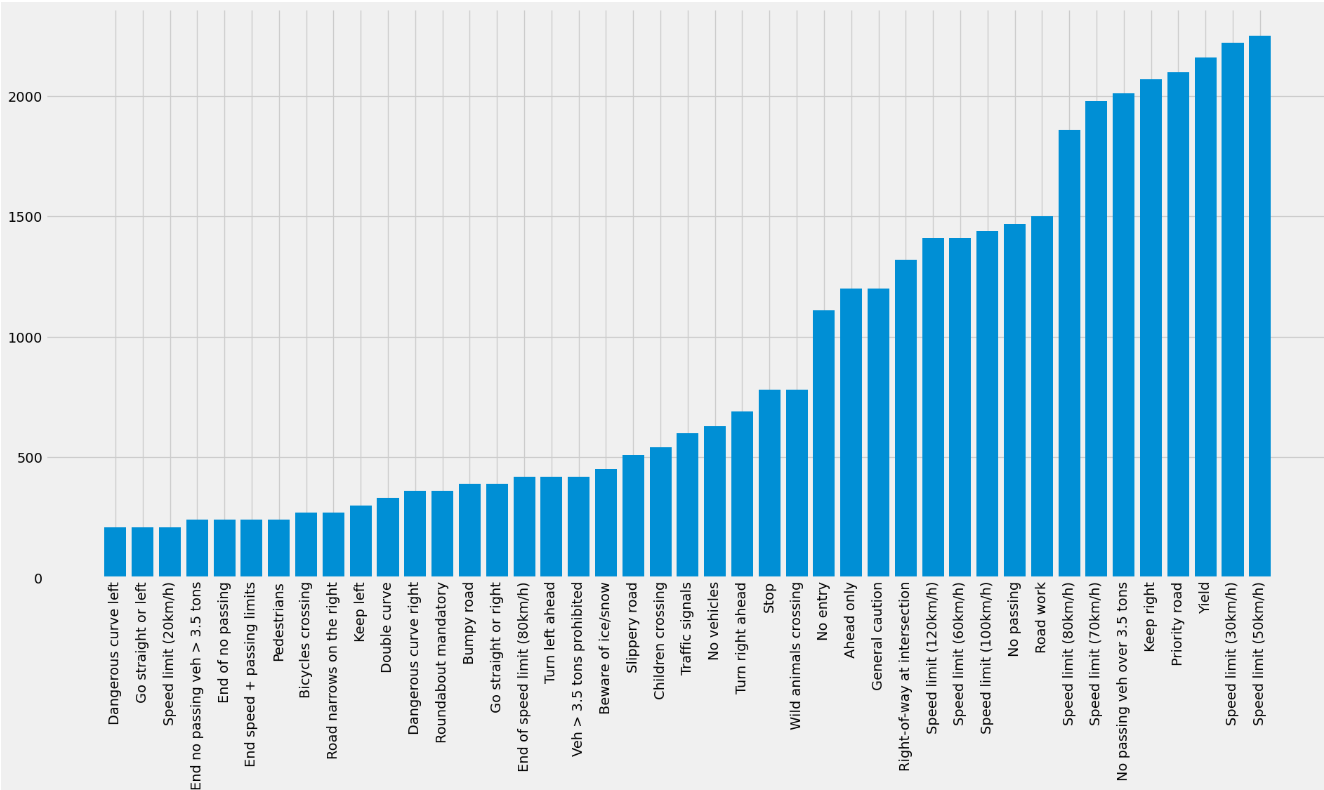 2000
1500
1000
500
0
Dangerous curve left
Go straight or left
Speed limit (20km/h)
End no passing veh > 3.5 tons
End of no passing
End speed + passing limits
Pedestrians
Bicycles crossing
Road narrows on the right
Keep left
Double curve
Dangerous curve right
Roundabout mandatory
Bumpy road
Go straight or right
End of speed limit (80km/h)
Turn left ahead
Veh > 3.5 tons prohibited
Beware of ice/snow
Slippery road
Children crossing
Traffic signals
No vehicles
Turn right ahead
Stop
Wild animals crossing
No entry
Ahead only
General caution
Right-of-way at intersection
Speed limit (120km/h)
Speed limit (60km/h)
Speed limit (100km/h)
No passing
Road work
Speed limit (80km/h)
Speed limit (70km/h)
No passing veh over 3.5 tons
Keep right
Priority road
Yield
Speed limit (30km/h)
Speed limit (50km/h)